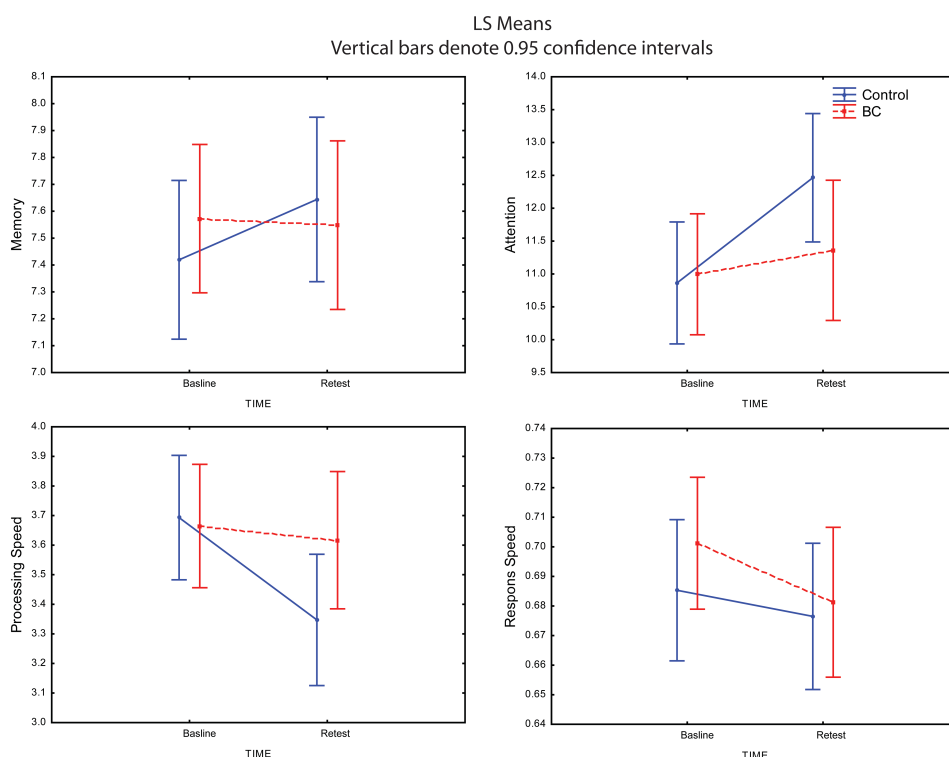 LS Means
Vertical bars denote 0.95 confidence intervals
8.1
8.0
7.9
7.8
7.7
7.6
7.5
7.4
7.3
7.2
7.1
7.0
Memory
Basline Retest
TIME
14.0
13.5
13.0
12.5
12.0
11.5
11.0
10.5
10.0
9.5
Attention
Control
BC
Basline Retest
TIME
4.0
3.9
3.8
3.7
3.6
3.5
3.4
3.3
3.2
3.1
3.0
Processing Speed
Basline Retest
TIME
0.74
0.73
0.72
0.71
0.70
0.69
0.68
0.67
0.66
0.65
0.64
Respons Speed
Basline Retest
TIME